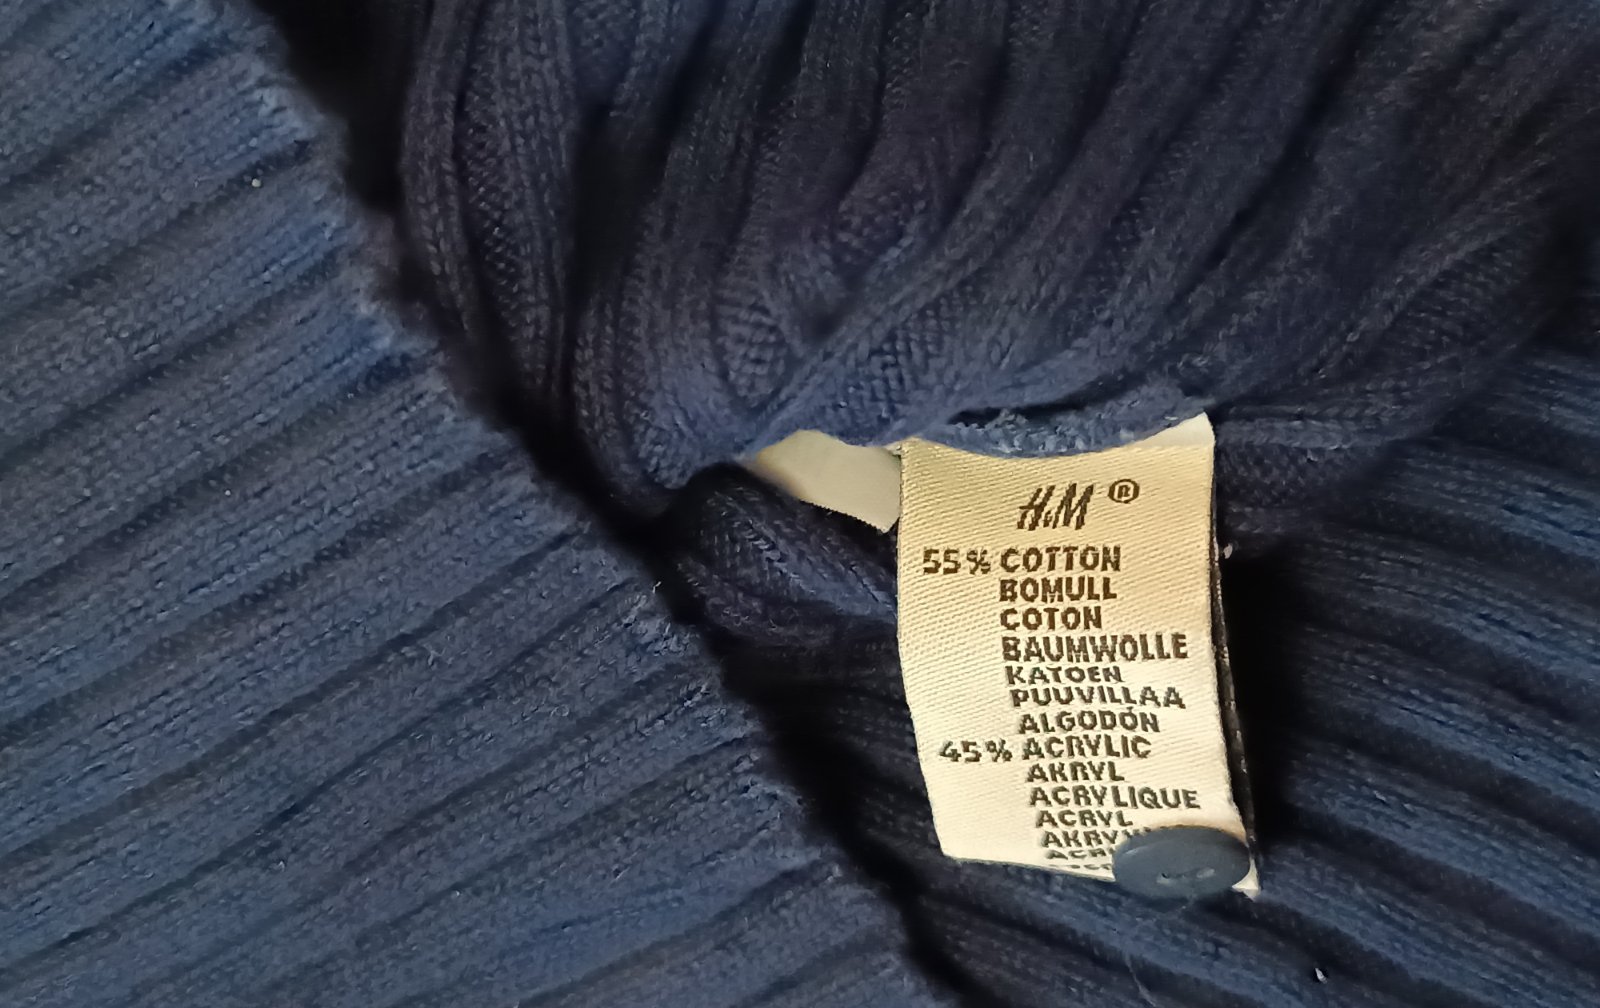 H&M ®
55% COTTON
BOMULL
COTON
BAUMWOLLE
KATOEN
PUUVILLAA
ALGODÓN
45% ACRYLIC
AKRYL
ACRYLIQUE
ACRYL